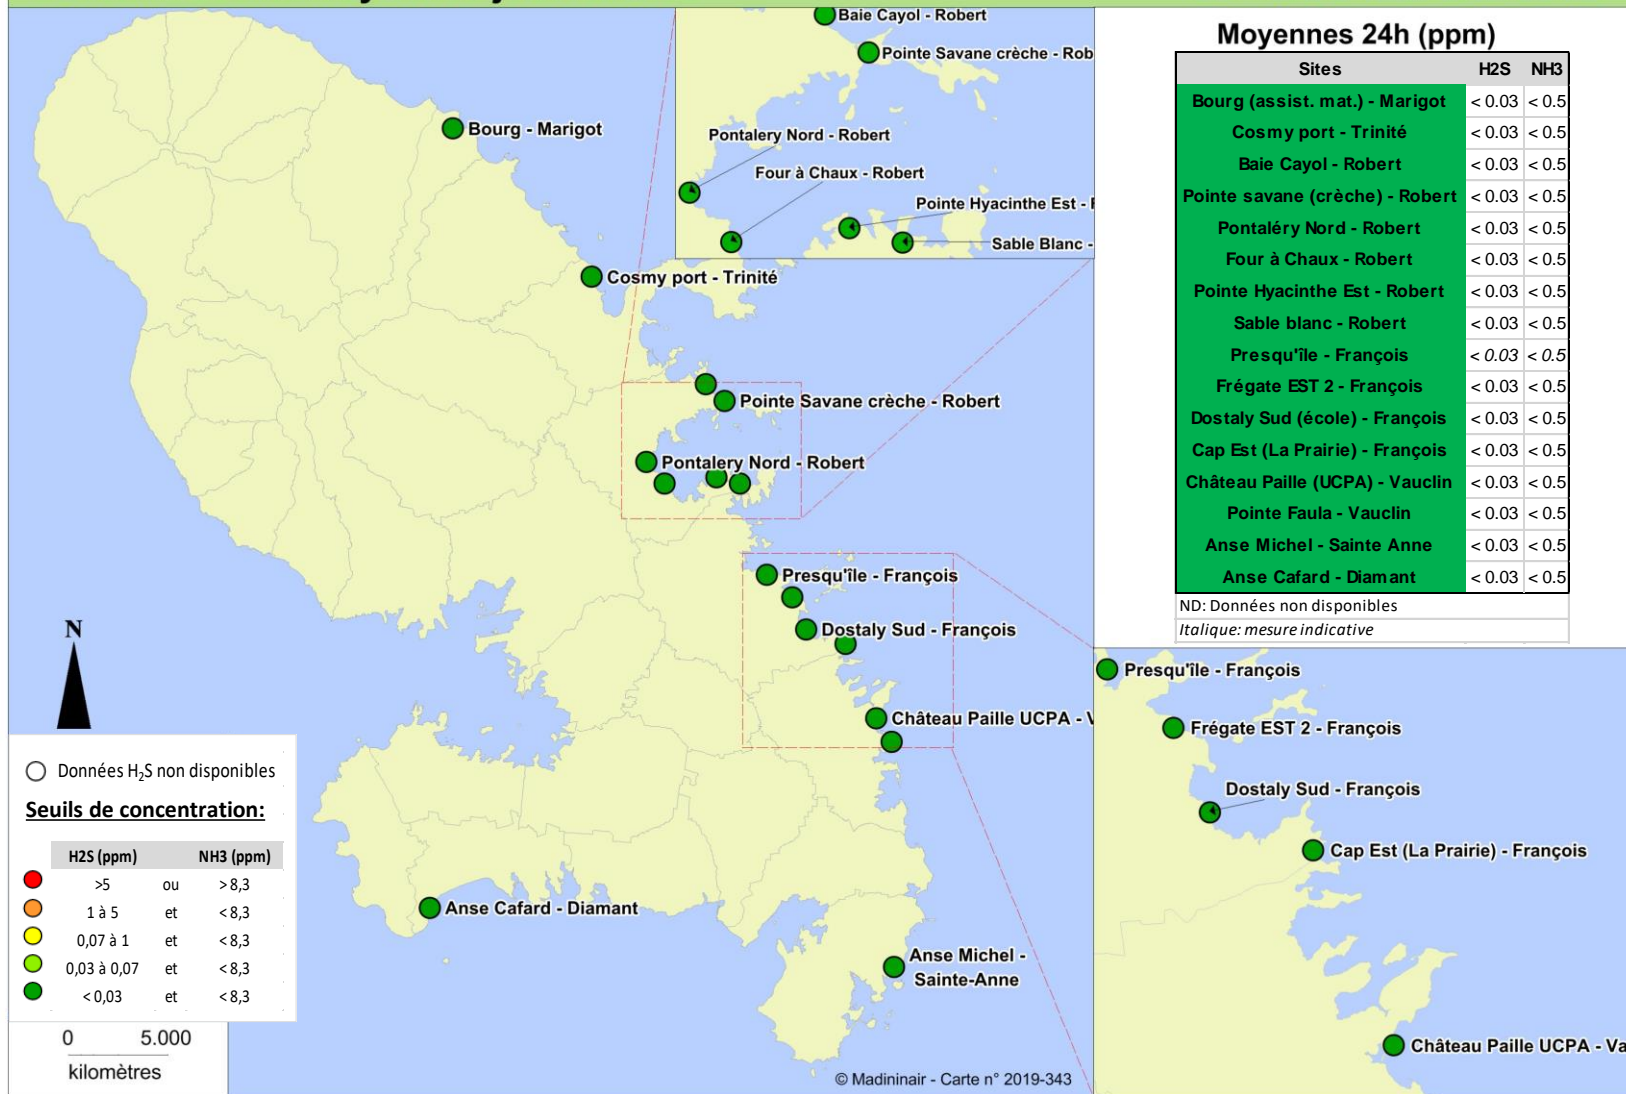 Baie Cayol - Robert
Pointe Savane crèche - Rob
Pontalery Nord - Robert
Four à Chaux - Robert
Pointe Hyacinthe Est -
Sable Blanc -
Bourg - Marigot
Cosmy port - Trinité
Pointe Savane crèche - Robert
Pontalery Nord - Robert
Presqu'île - François
Dostaly Sud - François
Château Paille UCPA - V
Anse Cafard - Diamant
Anse Michel -
Sainte-Anne
N
Données H₂S non disponibles
Seuils de concentration:
H2S (ppm) NH3 (ppm)
>5 ou > 8,3
1 à 5 et < 8,3
0,07 à 1 et < 8,3
0,03 à 0,07 et < 8,3
< 0,03 et < 8,3
0 5.000
kilomètres
© Madininair - Carte n° 2019-343
Moyennes 24h (ppm)
Sites H2S NH3
Bourg (assist. mat.) - Marigot < 0.03 < 0.5
Cosmy port - Trinité < 0.03 < 0.5
Baie Cayol - Robert < 0.03 < 0.5
Pointe savane (crèche) - Robert < 0.03 < 0.5
Pontaléry Nord - Robert < 0.03 < 0.5
Four à Chaux - Robert < 0.03 < 0.5
Pointe Hyacinthe Est - Robert < 0.03 < 0.5
Sable blanc - Robert < 0.03 < 0.5
Presqu'île - François < 0.03 < 0.5
Frégate EST 2 - François < 0.03 < 0.5
Dostaly Sud (école) - François < 0.03 < 0.5
Cap Est (La Prairie) - François < 0.03 < 0.5
Château Paille (UCPA) - Vauclin < 0.03 < 0.5
Pointe Faula - Vauclin < 0.03 < 0.5
Anse Michel - Sainte Anne < 0.03 < 0.5
Anse Cafard - Diamant < 0.03 < 0.5
ND: Données non disponibles
Italique: mesure indicative
Presqu'île - François
Frégate EST 2 - François
Dostaly Sud - François
Cap Est (La Prairie) - François
Château Paille UCPA - Va